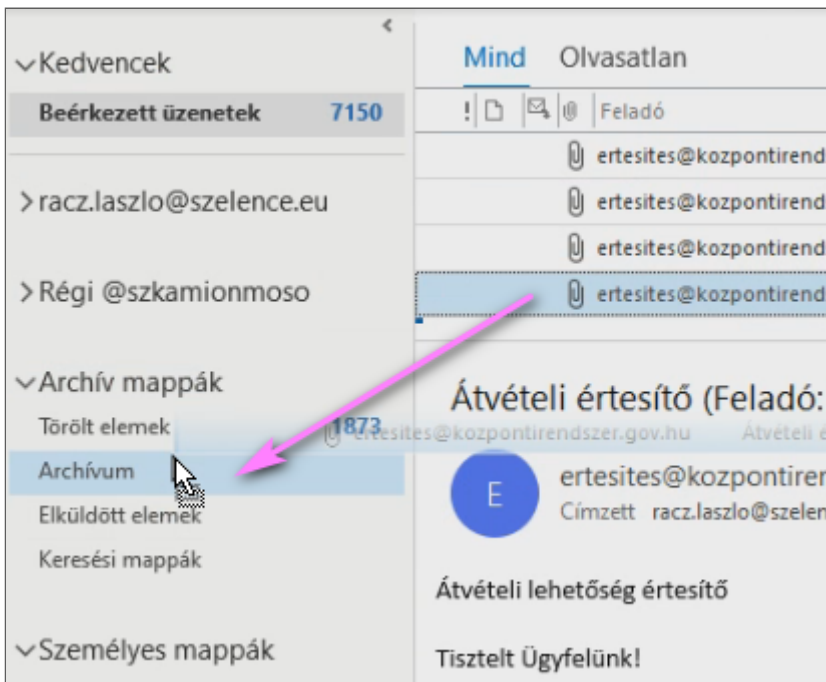 Kedvencek
Beérkezett üzenetek 7150
racz.laszlo@szelence.eu
Régi @szkamionmoso
Archív mappák
Törölt elemek 1873
Archívum
Elküldött elemek
Keresési mappák
Személyes mappák
Mind Olvasatlan
! Feladó
ertesites@kozpontirend
ertesites@kozpontirend
ertesites@kozpontirend
ertesites@kozpontirend
Átvételi értesítő (Feladó:
ertesites@kozpontirendszer.gov.hu Átvételi é
E
ertesites@kozpontirer
Címzett racz.laszlo@szelen
Átvételi lehetőség értesítő
Tisztelt Ügyfelünk!